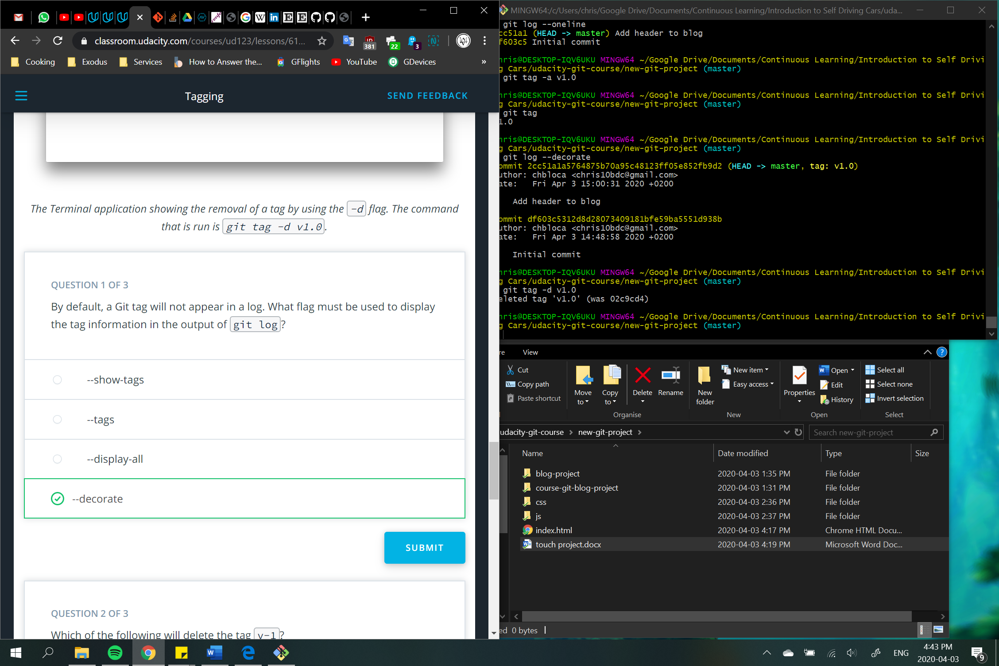 classroom.udacity.com/courses/ud123/lessons/61...
381
22
3
Cooking
Exodus
Services
How to Answer the...
GFlights
YouTube
GDevices
»
Tagging
SEND FEEDBACK
The Terminal application showing the removal of a tag by using the -d flag. The command
that is run is git tag -d v1.0.
QUESTION 1 OF 3
By default, a Git tag will not appear in a log. What flag must be used to display
the tag information in the output of git log?
--show-tags
--tags
--display-all
--decorate
SUBMIT
QUESTION 2 OF 3
Which of the following will delete the tag v-1?
MINGW64:/c/Users/chris/Google Drive/Documents/Continuous Learning/Introduction to Self Driving Cars/uda...
git log --oneline
cc51a1 (HEAD -> master) Add header to blog
f603c5 Initial commit
hris@DESKTOP-IQV6UKU MINGW64 ~/Google Drive/Documents/Continuous Learning/Introduction to Self Drivi
g Cars/udacity-git-course/new-git-project (master)
git tag -a v1.0
hris@DESKTOP-IQV6UKU MINGW64 ~/Google Drive/Documents/Continuous Learning/Introduction to Self Drivi
g Cars/udacity-git-course/new-git-project (master)
git tag
1.0
hris@DESKTOP-IQV6UKU MINGW64 ~/Google Drive/Documents/Continuous Learning/Introduction to Self Drivi
g Cars/udacity-git-course/new-git-project (master)
git log --decorate
ommit 2cc51a1a5764875b70a95c48123ff05e852fb9d2 (HEAD -> master, tag: v1.0)
uthor: chbloca <chris10bdc@gmail.com>
ate:   Fri Apr 3 15:00:31 2020 +0200
Add header to blog
ommit df603c5312d8d28073409181bfe59ba5551d938b
uthor: chbloca <chris10bdc@gmail.com>
ate:   Fri Apr 3 14:48:58 2020 +0200
Initial commit
hris@DESKTOP-IQV6UKU MINGW64 ~/Google Drive/Documents/Continuous Learning/Introduction to Self Drivi
g Cars/udacity-git-course/new-git-project (master)
git tag -d v1.0
eleted tag 'v1.0' (was 02c9cd4)
hris@DESKTOP-IQV6UKU MINGW64 ~/Google Drive/Documents/Continuous Learning/Introduction to Self Drivi
g Cars/udacity-git-course/new-git-project (master)
re View
Cut
Copy path
Paste shortcut
Move to
Copy to
Delete
Rename
Organise
New folder
New item
Easy access
New
Properties
Open
Edit
History
Open
Select all
Select none
Invert selection
Select
udacity-git-course > new-git-project >
Search new-git-project
Name Date modified Type Size
blog-project 2020-04-03 1:35 PM File folder
course-git-blog-project 2020-04-03 1:31 PM File folder
css 2020-04-03 2:36 PM File folder
js 2020-04-03 2:37 PM File folder
index.html 2020-04-03 4:17 PM Chrome HTML Docu...
touch project.docx 2020-04-03 4:19 PM Microsoft Word Doc...
ed 0 bytes
ENG
4:43 PM
2020-04-03
9